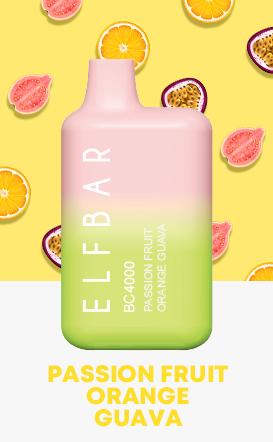 ELFBAR
BC4000
PASSION FRUIT
ORANGE GUAVA
PASSION FRUIT
ORANGE
GUAVA